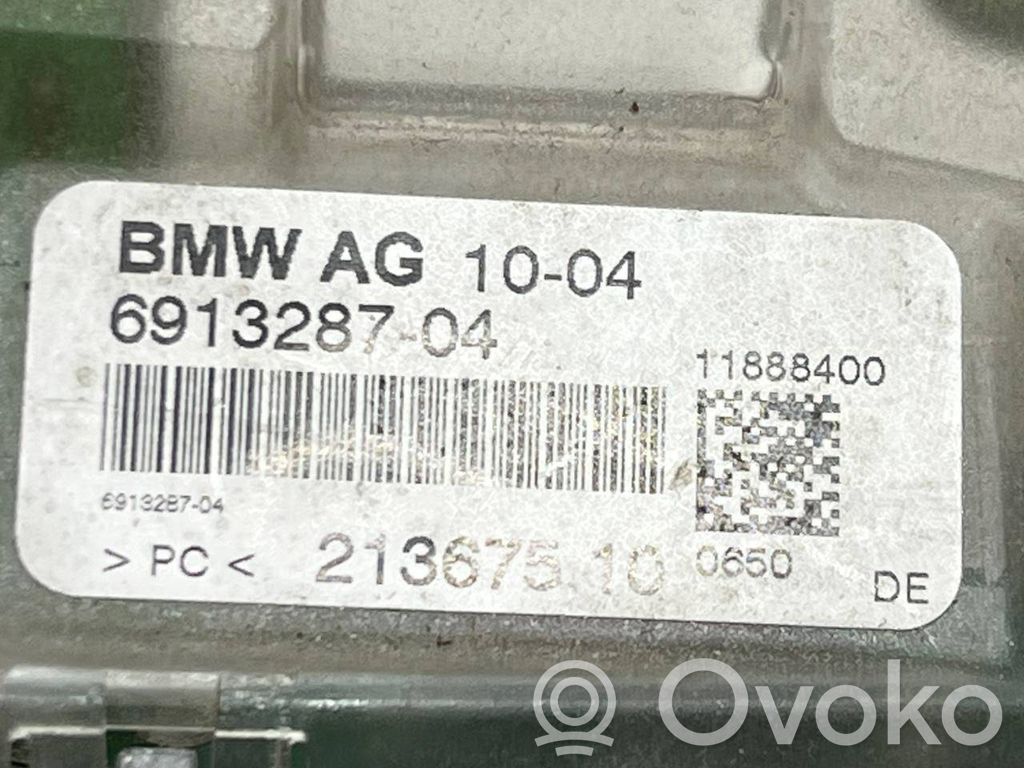 BMW AG 10-04
6913287-04
11888400
6913287-04
> PC < 213675 10
0650
DE
Ovoko